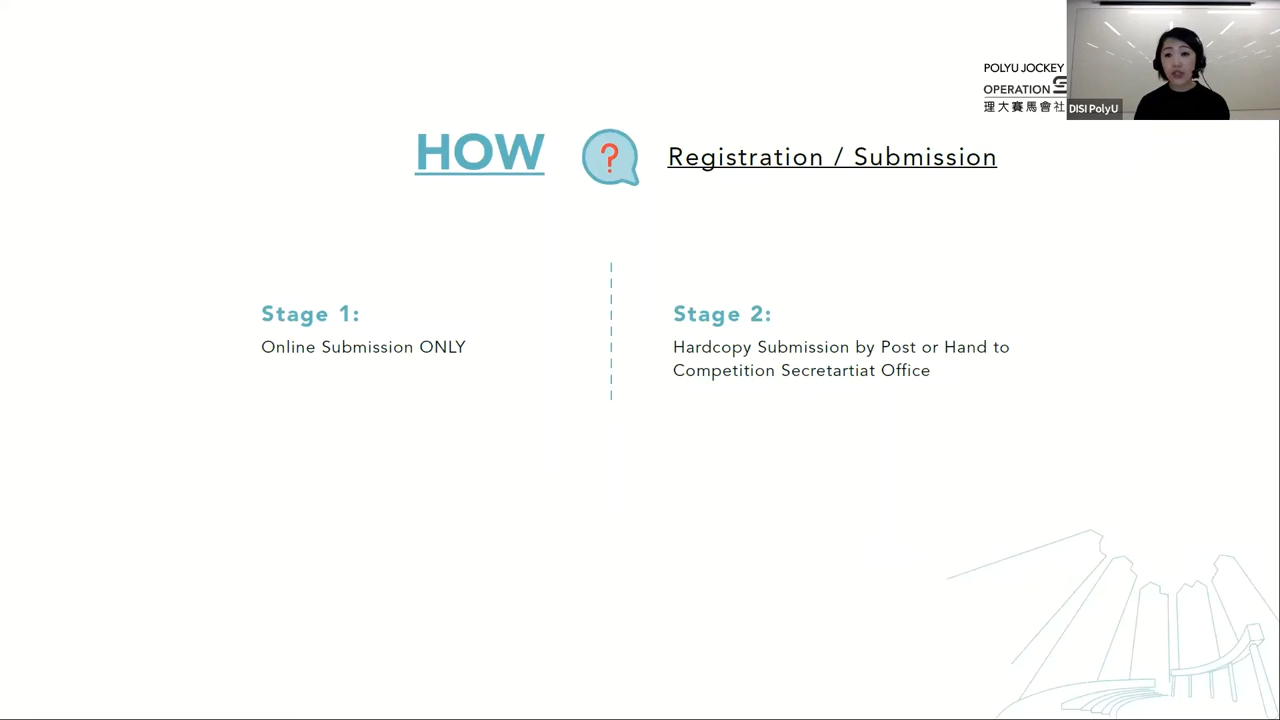 POLYU JOCKEY
OPERATION S
理大賽馬會社
DISI PolyU
HOW
?
Registration / Submission
Stage 1:
Online Submission ONLY
Stage 2:
Hardcopy Submission by Post or Hand to
Competition Secretartiat Office